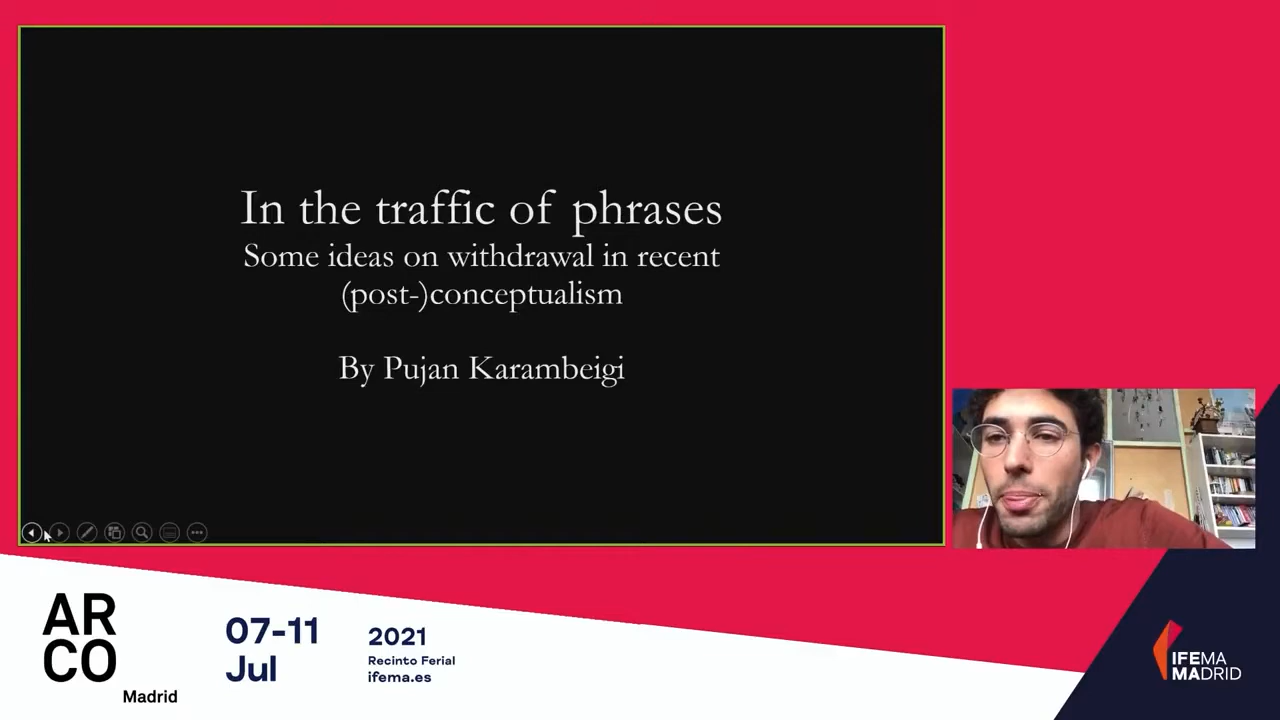 In the traffic of phrases
Some ideas on withdrawal in recent
(post-)conceptualism
By Pujan Karambeigi
AR
CO
Madrid
07-11
Jul
2021
Recinto Ferial
ifema.es
IFEMA
MADRID